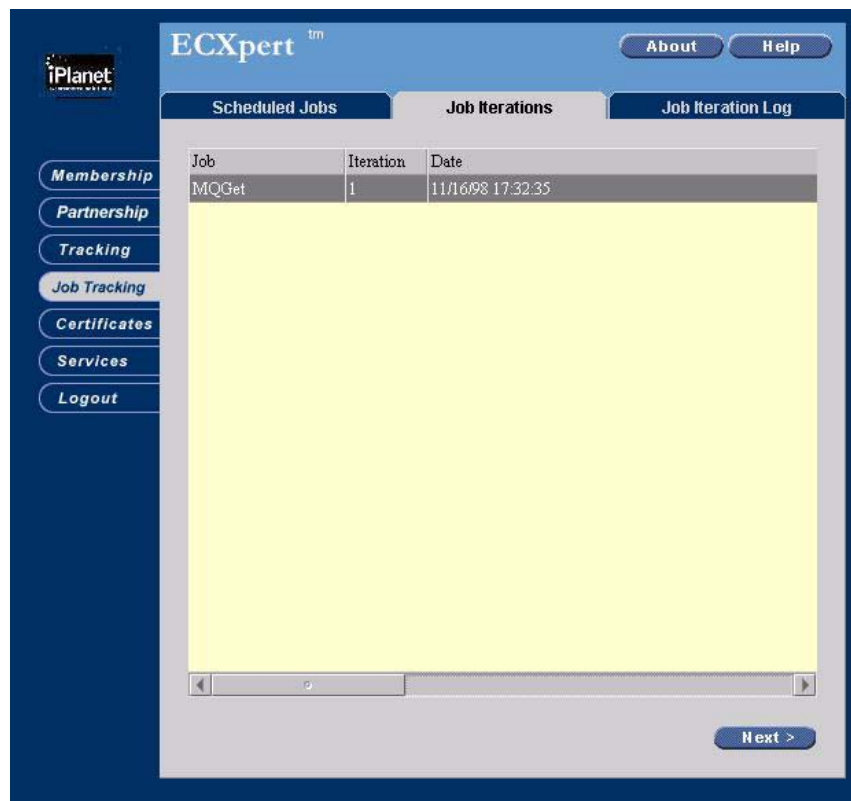 iPlanet
ECXpert tm
About
Help
Scheduled Jobs
Job Iterations
Job Iteration Log
Membership
Partnership
Tracking
Job Tracking
Certificates
Services
Logout
Job Iteration Date
MQGet 1 11/16/98 17:32:35
Next >